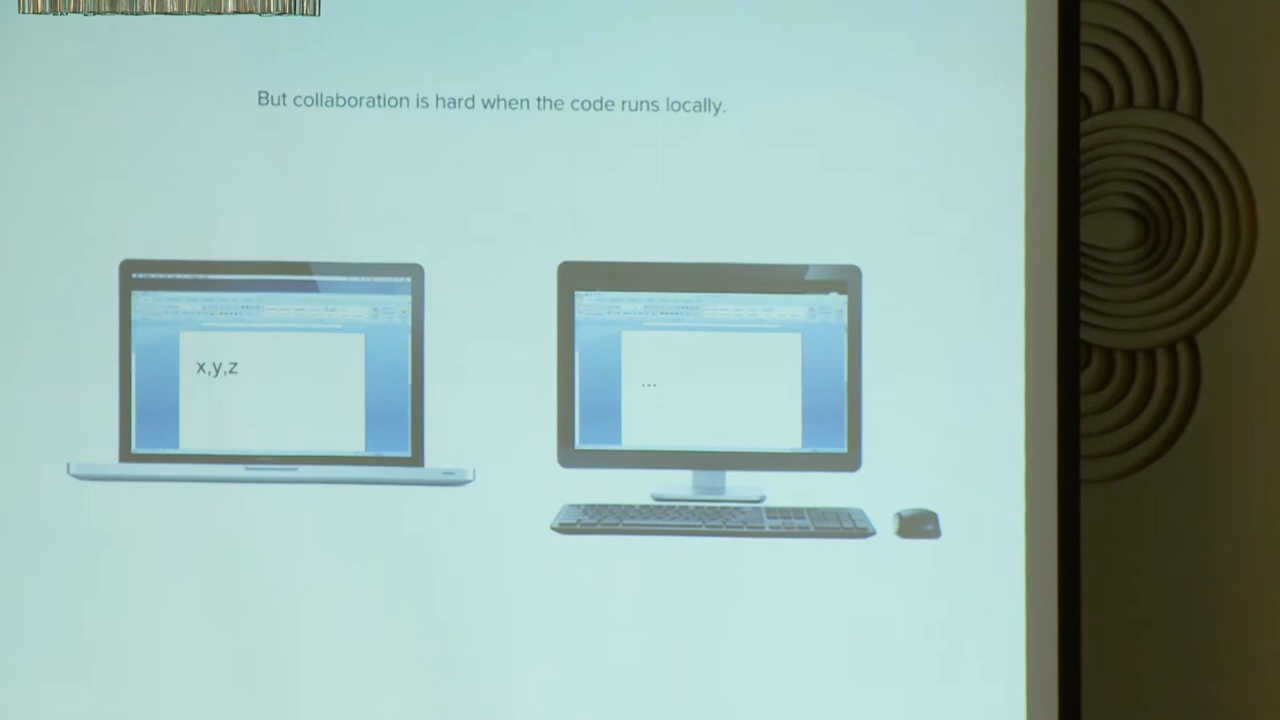 But collaboration is hard when the code runs locally.
x,y,z
...